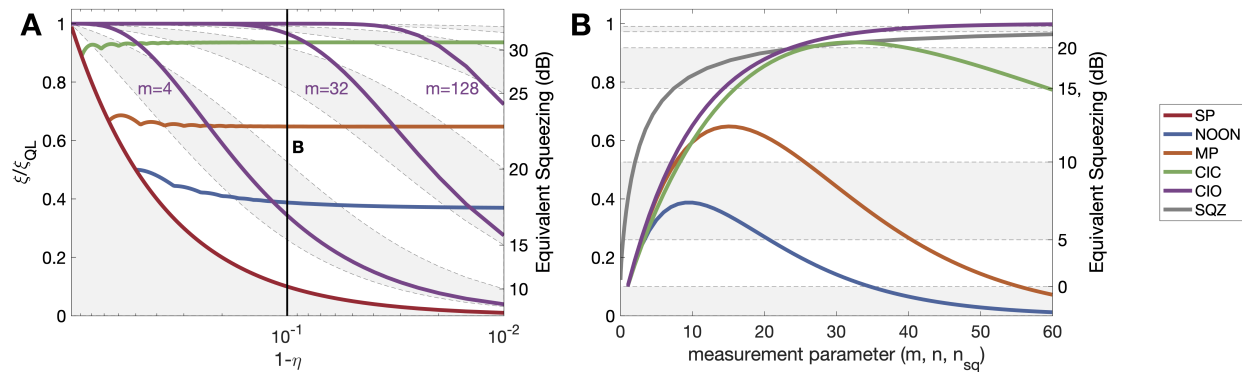 A
1
0.8
0.6
0.4
0.2
0
ξ/ξQL
m=4
m=32
m=128
B
30
25
20
15
10
Equivalent Squeezing (dB)
10-1
10-2
1-η
B
1
0.8
0.6
0.4
0.2
0
20
15,
10
5
0
Equivalent Squeezing (dB)
0
10
20
30
40
50
60
measurement parameter (m, n, nsq)
SP
NOON
MP
CIC
CIO
SQZ